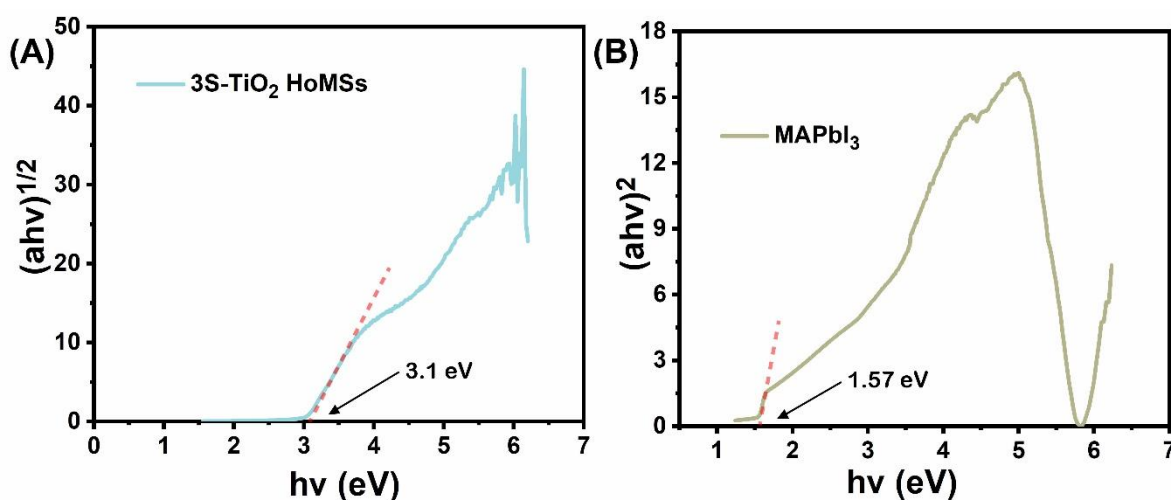 (A)
3S-TiO₂ HoMSs
(ahv)^1/2
50
40
30
20
10
0
3.1 eV
0 1 2 3 4 5 6 7
hv (eV)
(B)
MAPbI₃
(ahv)²
18
15
12
9
6
3
0
1.57 eV
1 2 3 4 5 6 7
hv (eV)